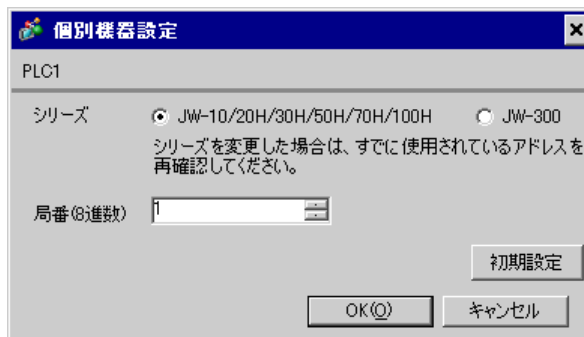 個別機器設定
PLC1
シリーズ JW-10/20H/30H/50H/70H/100H JW-300
シリーズを変更した場合は、すでに使用されているアドレスを
再確認してください。
局番(8進数) 1
初期設定
OK(O) キャンセル